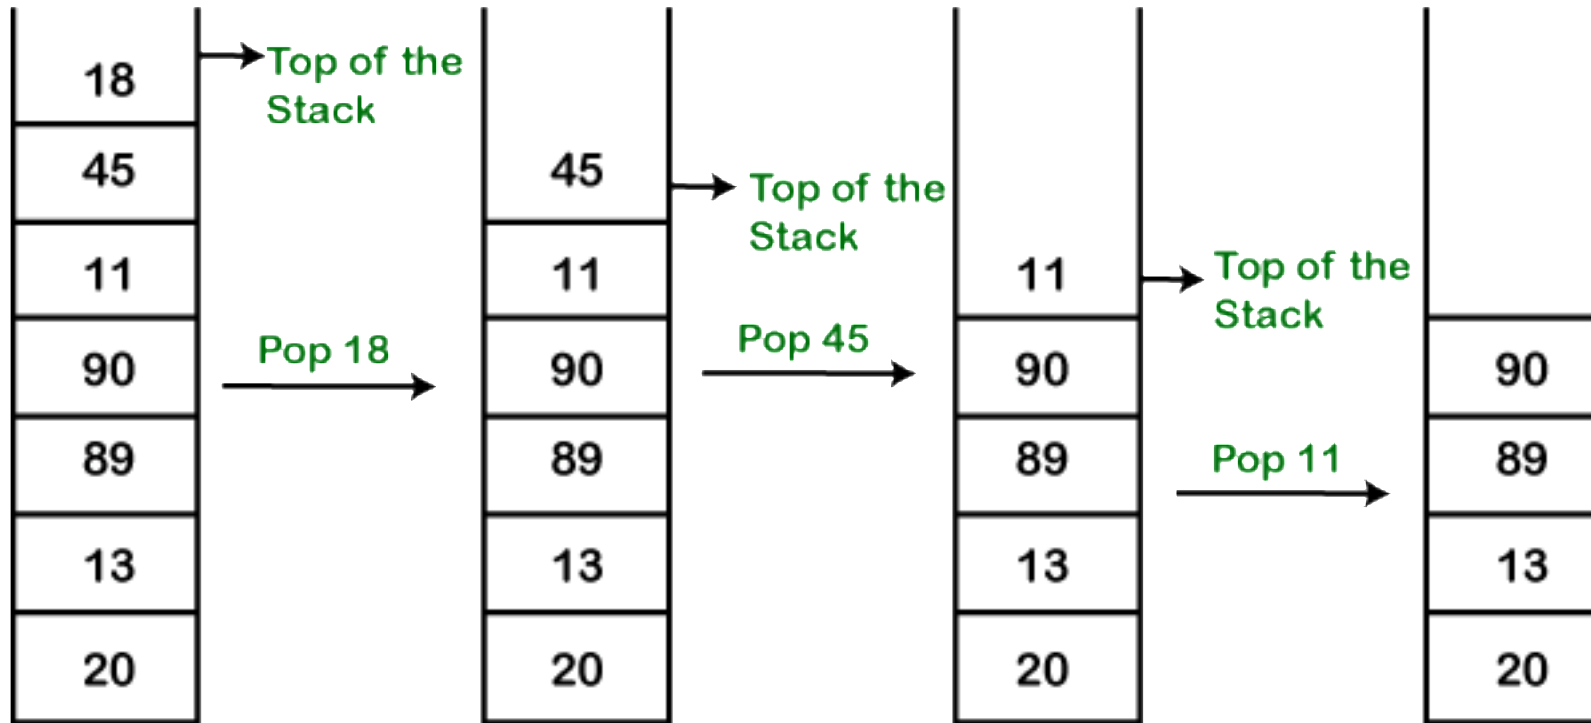 18
45
11
90
89
13
20
Top of the
Stack
Pop 18
45
11
90
89
13
20
Top of the
Stack
Pop 45
11
90
89
13
20
Top of the
Stack
Pop 11
90
89
13
20